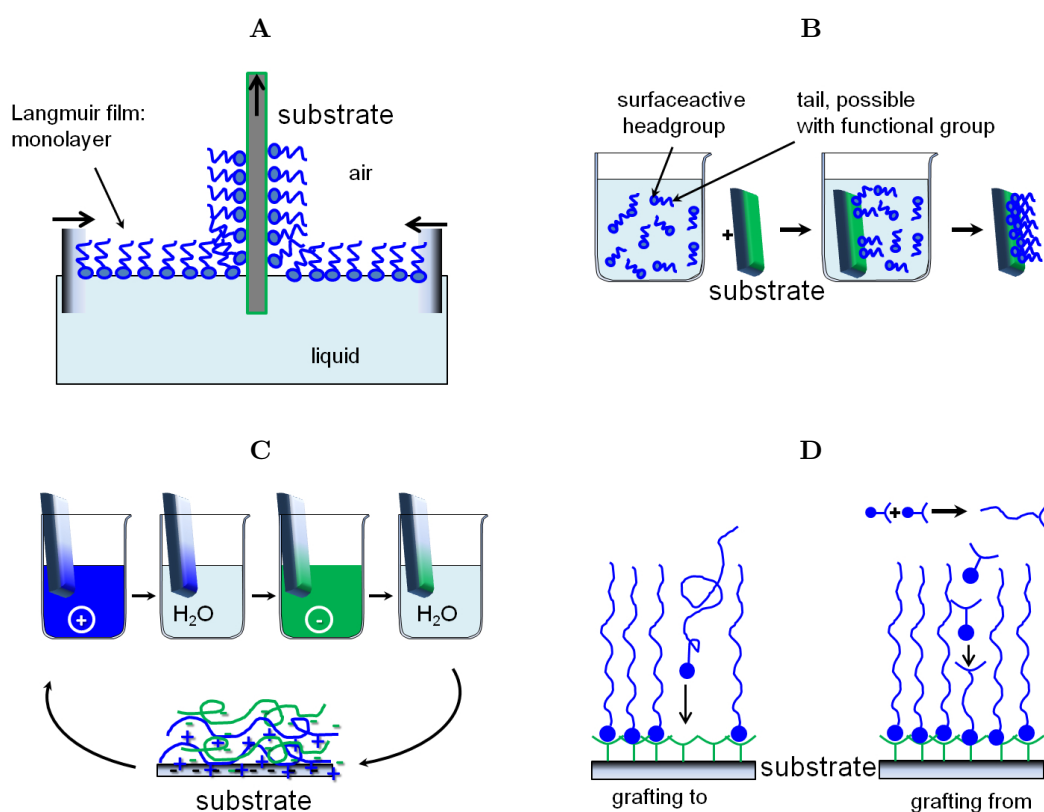 A
Langmuir film:
monolayer
substrate
air
liquid
B
surfaceactive
headgroup
tail, possible
with functional group
+
substrate
C
+
H₂O
-
H₂O
substrate
D
+
substrate
grafting to
grafting from